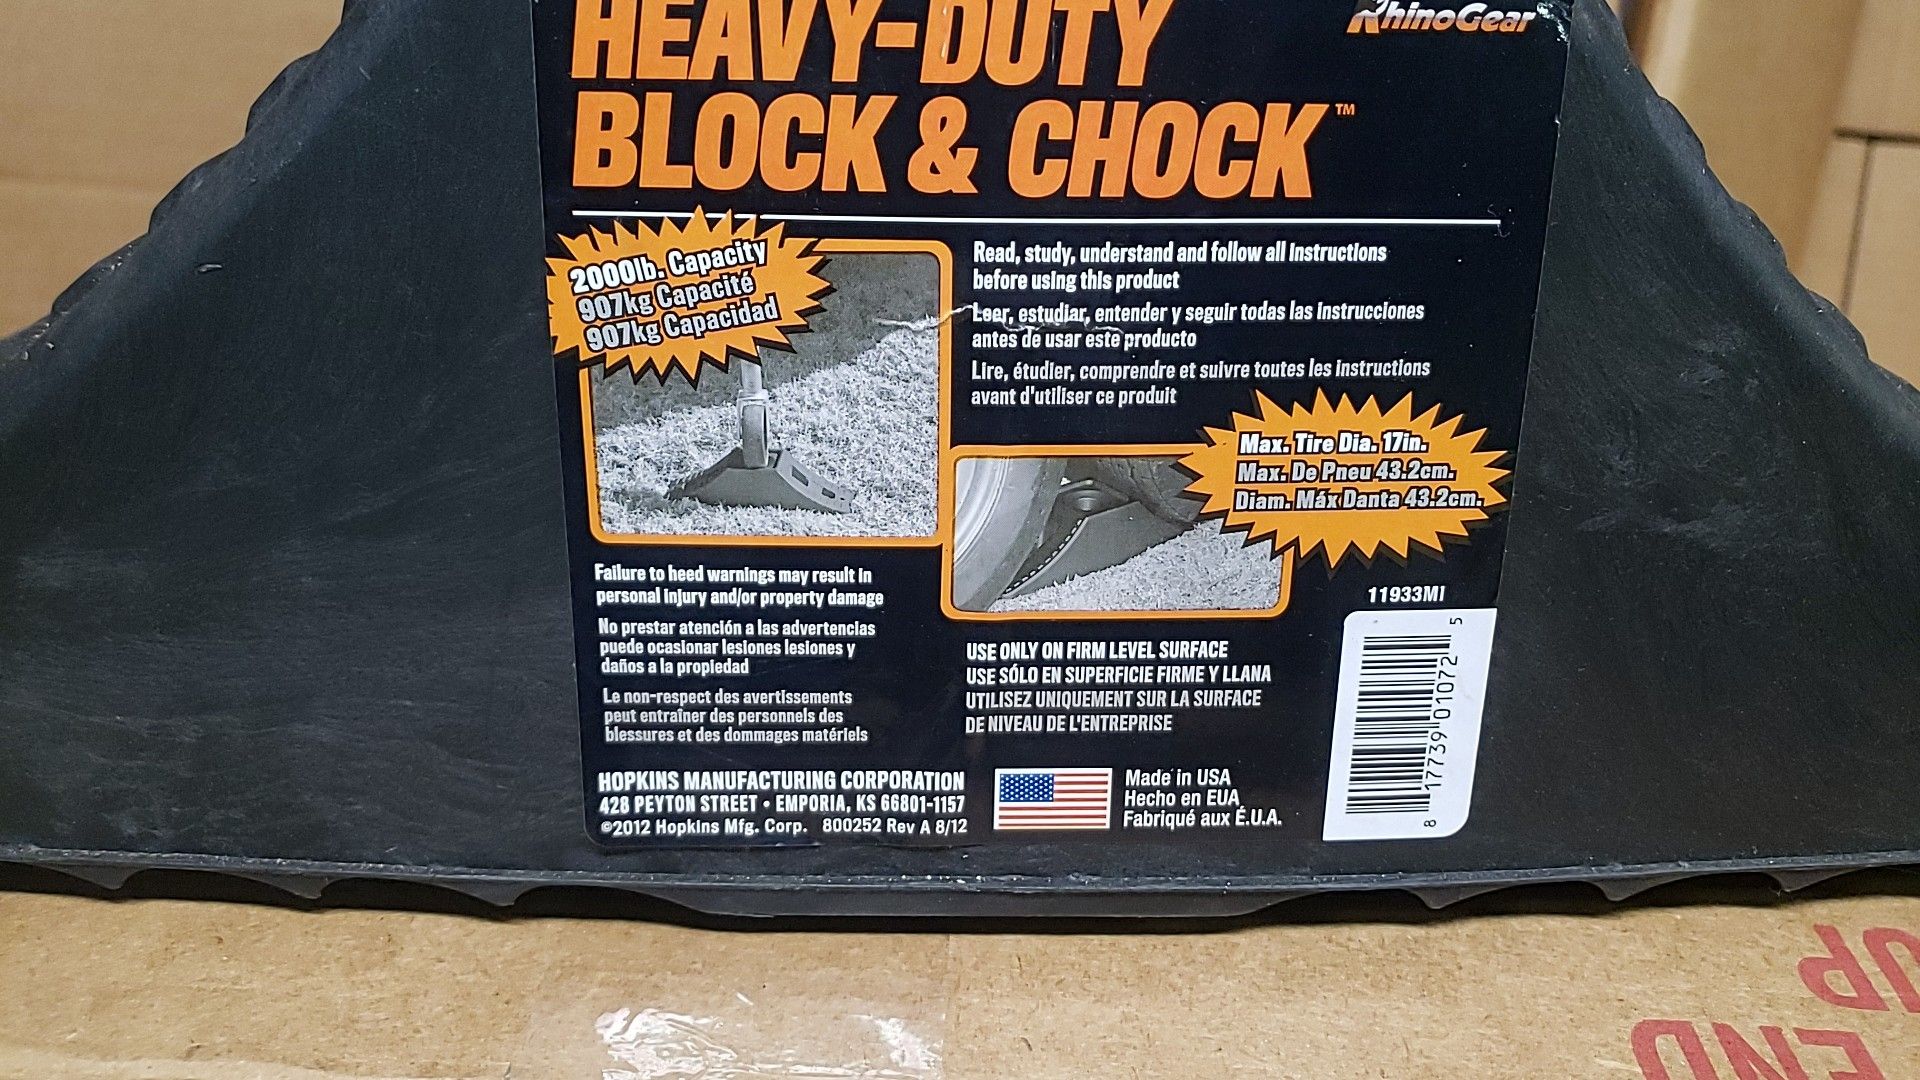 RhinoGear
HEAVY-DUTY
BLOCK & CHOCK™
2000lb. Capacity
907kg Capacité
907kg Capacidad
Read, study, understand and follow all instructions
before using this product
Leer, estudiar, entender y seguir todas las instrucciones
antes de usar este producto
Lire, étudier, comprendre et suivre toutes les instructions
avant d'utiliser ce produit
Max. Tire Dia. 17in.
Max. De Pneu 43.2cm.
Diam. Máx Danta 43.2cm.
Failure to heed warnings may result in
personal injury and/or property damage
No prestar atención a las advertencias
puede ocasionar lesiones lesiones y
daños a la propiedad
Le non-respect des avertissements
peut entraîner des personnels des
blessures et des dommages matériels
USE ONLY ON FIRM LEVEL SURFACE
USE SÓLO EN SUPERFICIE FIRME Y LLANA
UTILISEZ UNIQUEMENT SUR LA SURFACE
DE NIVEAU DE L'ENTREPRISE
11933MI
8 17739 01072 5
HOPKINS MANUFACTURING CORPORATION
428 PEYTON STREET • EMPORIA, KS 66801-1157
©2012 Hopkins Mfg. Corp. 800252 Rev A 8/12
Made in USA
Hecho en EUA
Fabriqué aux É.U.A.
UP
END